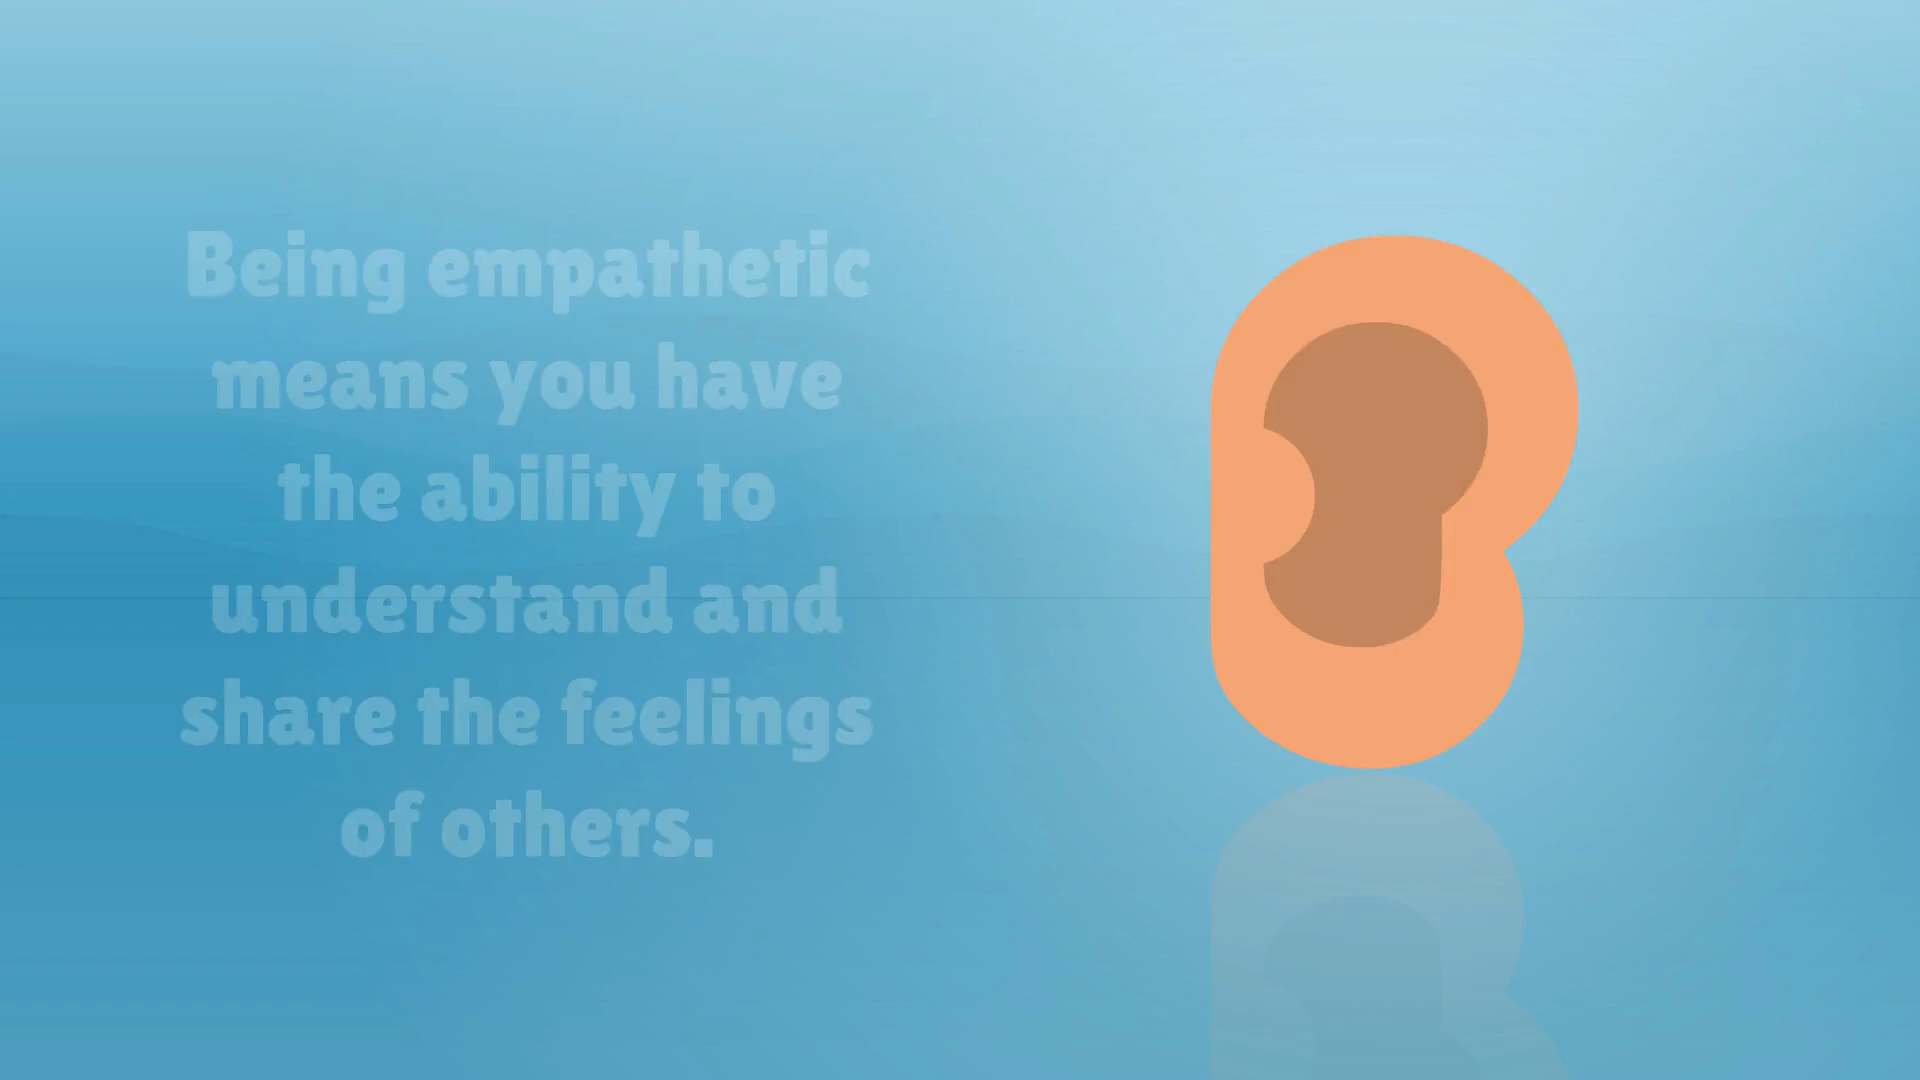 Being empathetic
means you have
the ability to
understand and
share the feelings
of others.